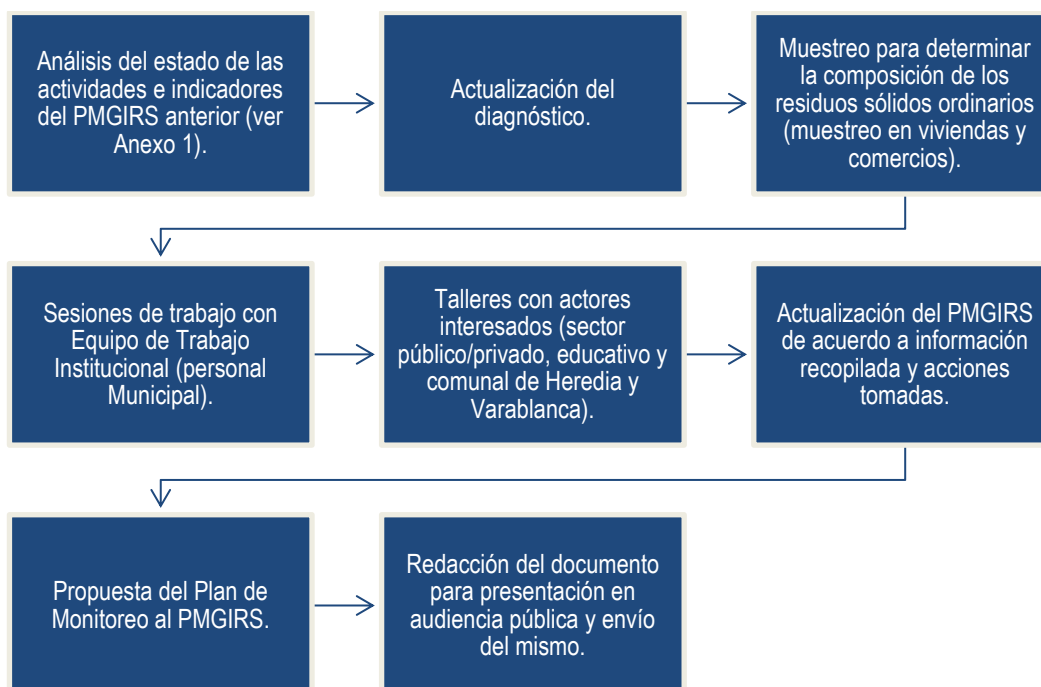 Análisis del estado de las
actividades e indicadores
del PMGIRS anterior (ver
Anexo 1).
Actualización del
diagnóstico.
Muestreo para determinar
la composición de los
residuos sólidos ordinarios
(muestreo en viviendas y
comercios).
Sesiones de trabajo con
Equipo de Trabajo
Institucional (personal
Municipal).
Talleres con actores
interesados (sector
público/privado, educativo y
comunal de Heredia y
Varablanca).
Actualización del PMGIRS
de acuerdo a información
recopilada y acciones
tomadas.
Propuesta del Plan de
Monitoreo al PMGIRS.
Redacción del documento
para presentación en
audiencia pública y envío
del mismo.